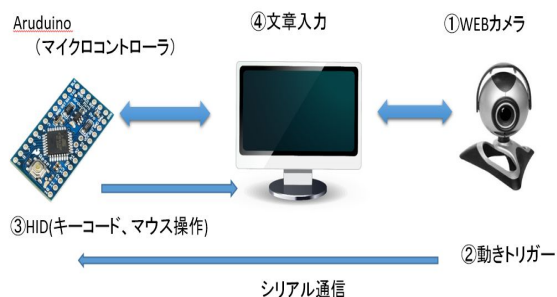 Aruduino
（マイクロコントローラ）
④文章入力
①WEBカメラ
③HID(キーコード、マウス操作)
②動きトリガー
シリアル通信